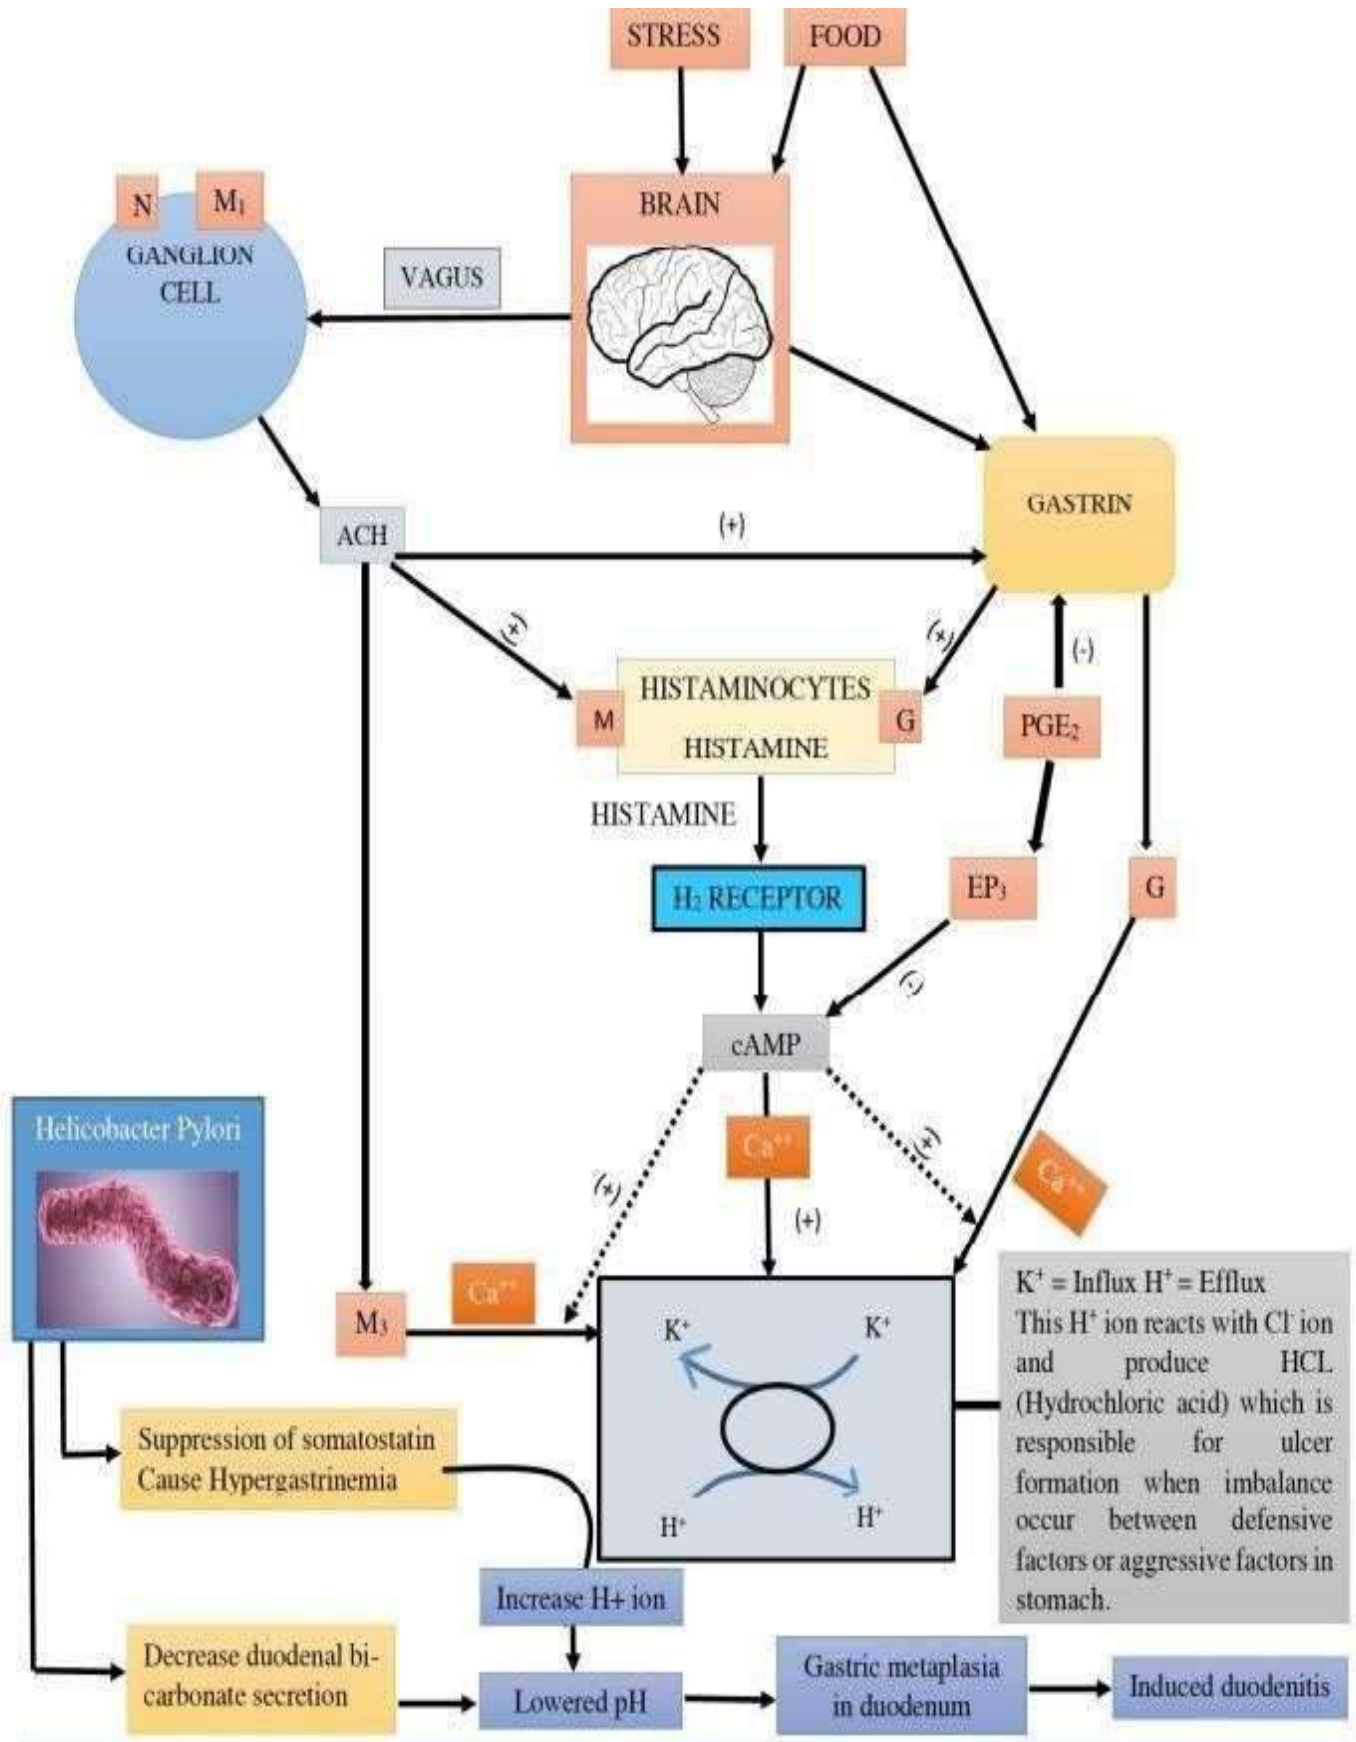 STRESS
FOOD
BRAIN
N
M₁
GANGLION
CELL
VAGUS
GASTRIN
ACH
(+)
(+)
(+)
(-)
HISTAMINOCYTES
M
G
HISTAMINE
PGE₂
HISTAMINE
H₂ RECEPTOR
EP₃
G
(-)
cAMP
Helicobacter Pylori
Ca⁺⁺
(+)
Ca⁺⁺
(+)
(+)
Ca⁺⁺
M₃
K⁺
K⁺
H⁺
H⁺
K⁺ = Influx H⁺ = Efflux
This H⁺ ion reacts with Cl⁻ ion
and produce HCL
(Hydrochloric acid) which is
responsible for ulcer
formation when imbalance
occur between defensive
factors or aggressive factors in
stomach.
Suppression of somatostatin
Cause Hypergastrinemia
Increase H+ ion
Decrease duodenal bi-
carbonate secretion
Lowered pH
Gastric metaplasia
in duodenum
Induced duodenitis